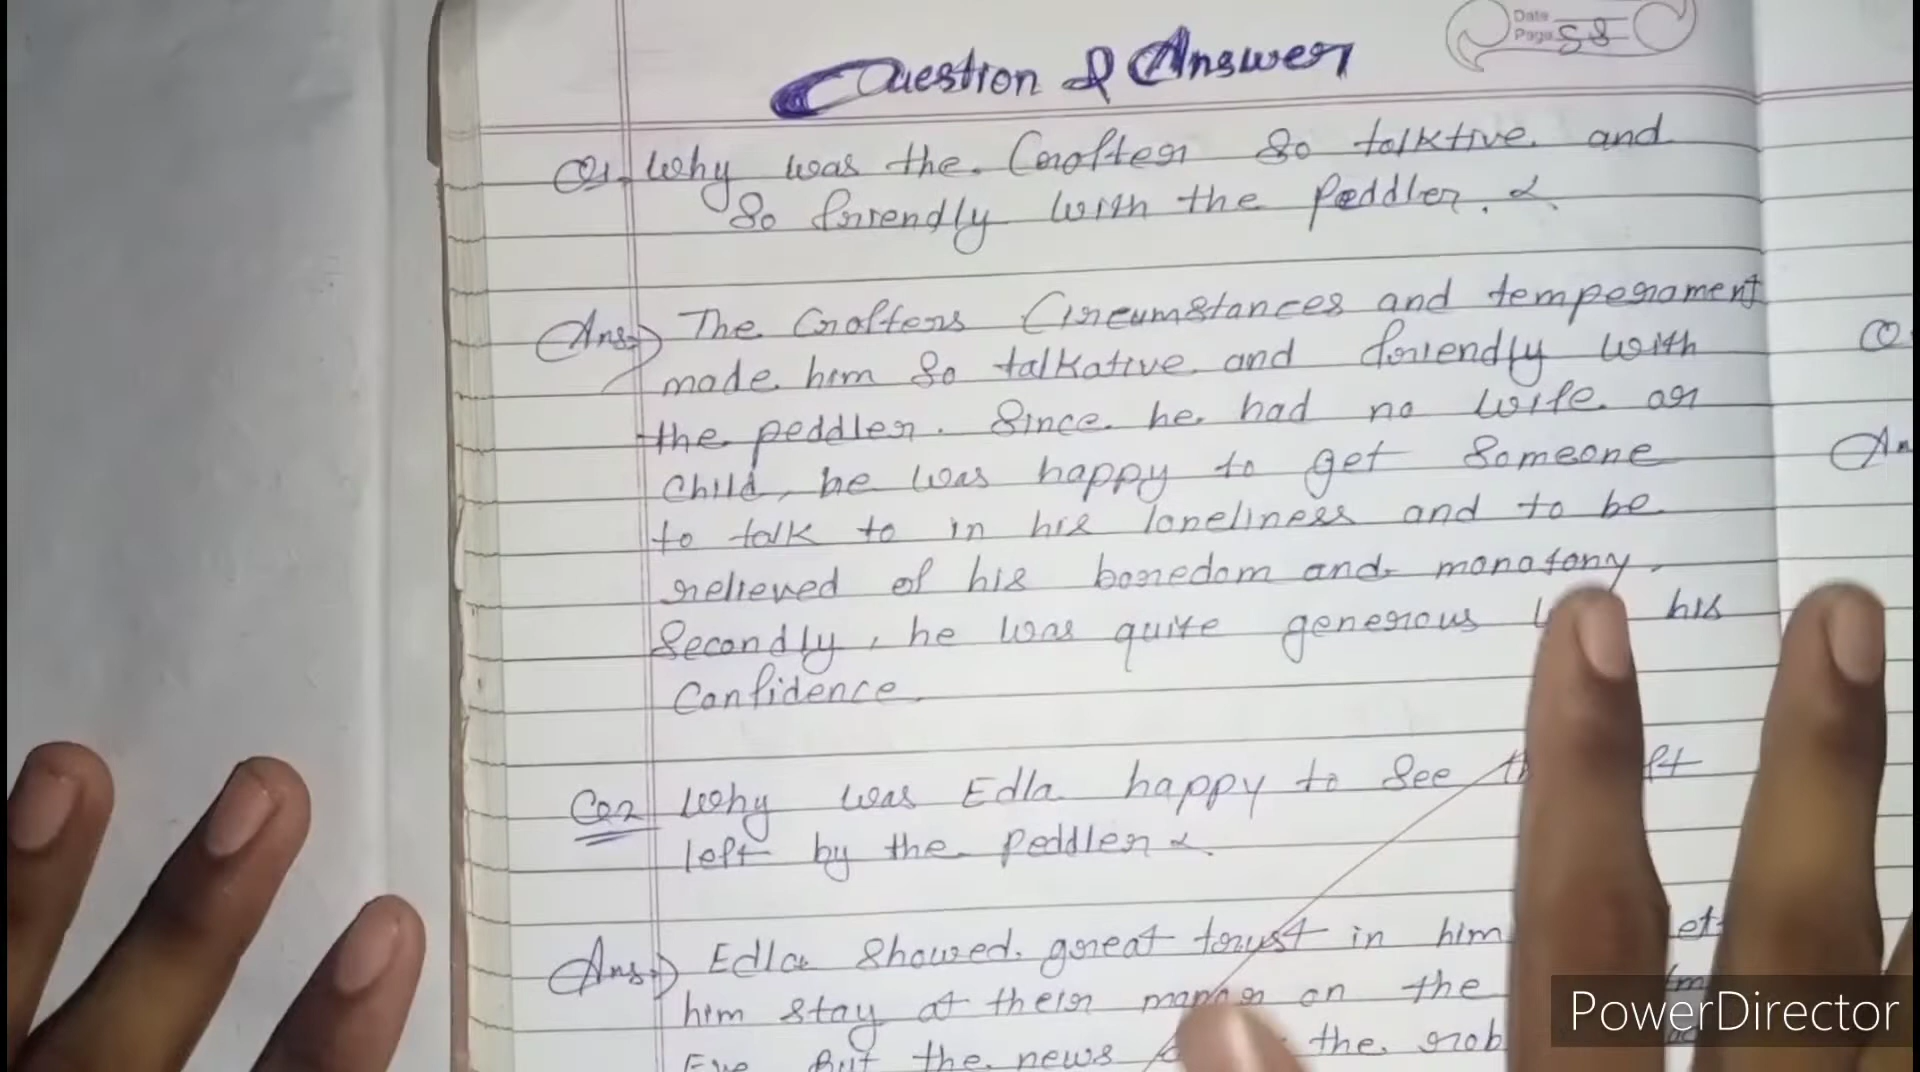 Date
Page 58
Question & Answer
Q1. Why was the Crofter so talktive and
so friendly with the Peddler. ?
Ans) The Crofters Circumstances and temperament
made him so talkative and friendly with
the peddler. Since he had no wife or
child, he was happy to get someone
to talk to in his loneliness and to be
relieved of his boredom and monotony.
Secondly, he was quite generous his
Confidence.
Q2 Why was Edla happy to see
left by the Peddler ?
Ans) Edla showed great trust in him
him stay at their manner on the
Eve But the news the rob
Q
An
PowerDirector